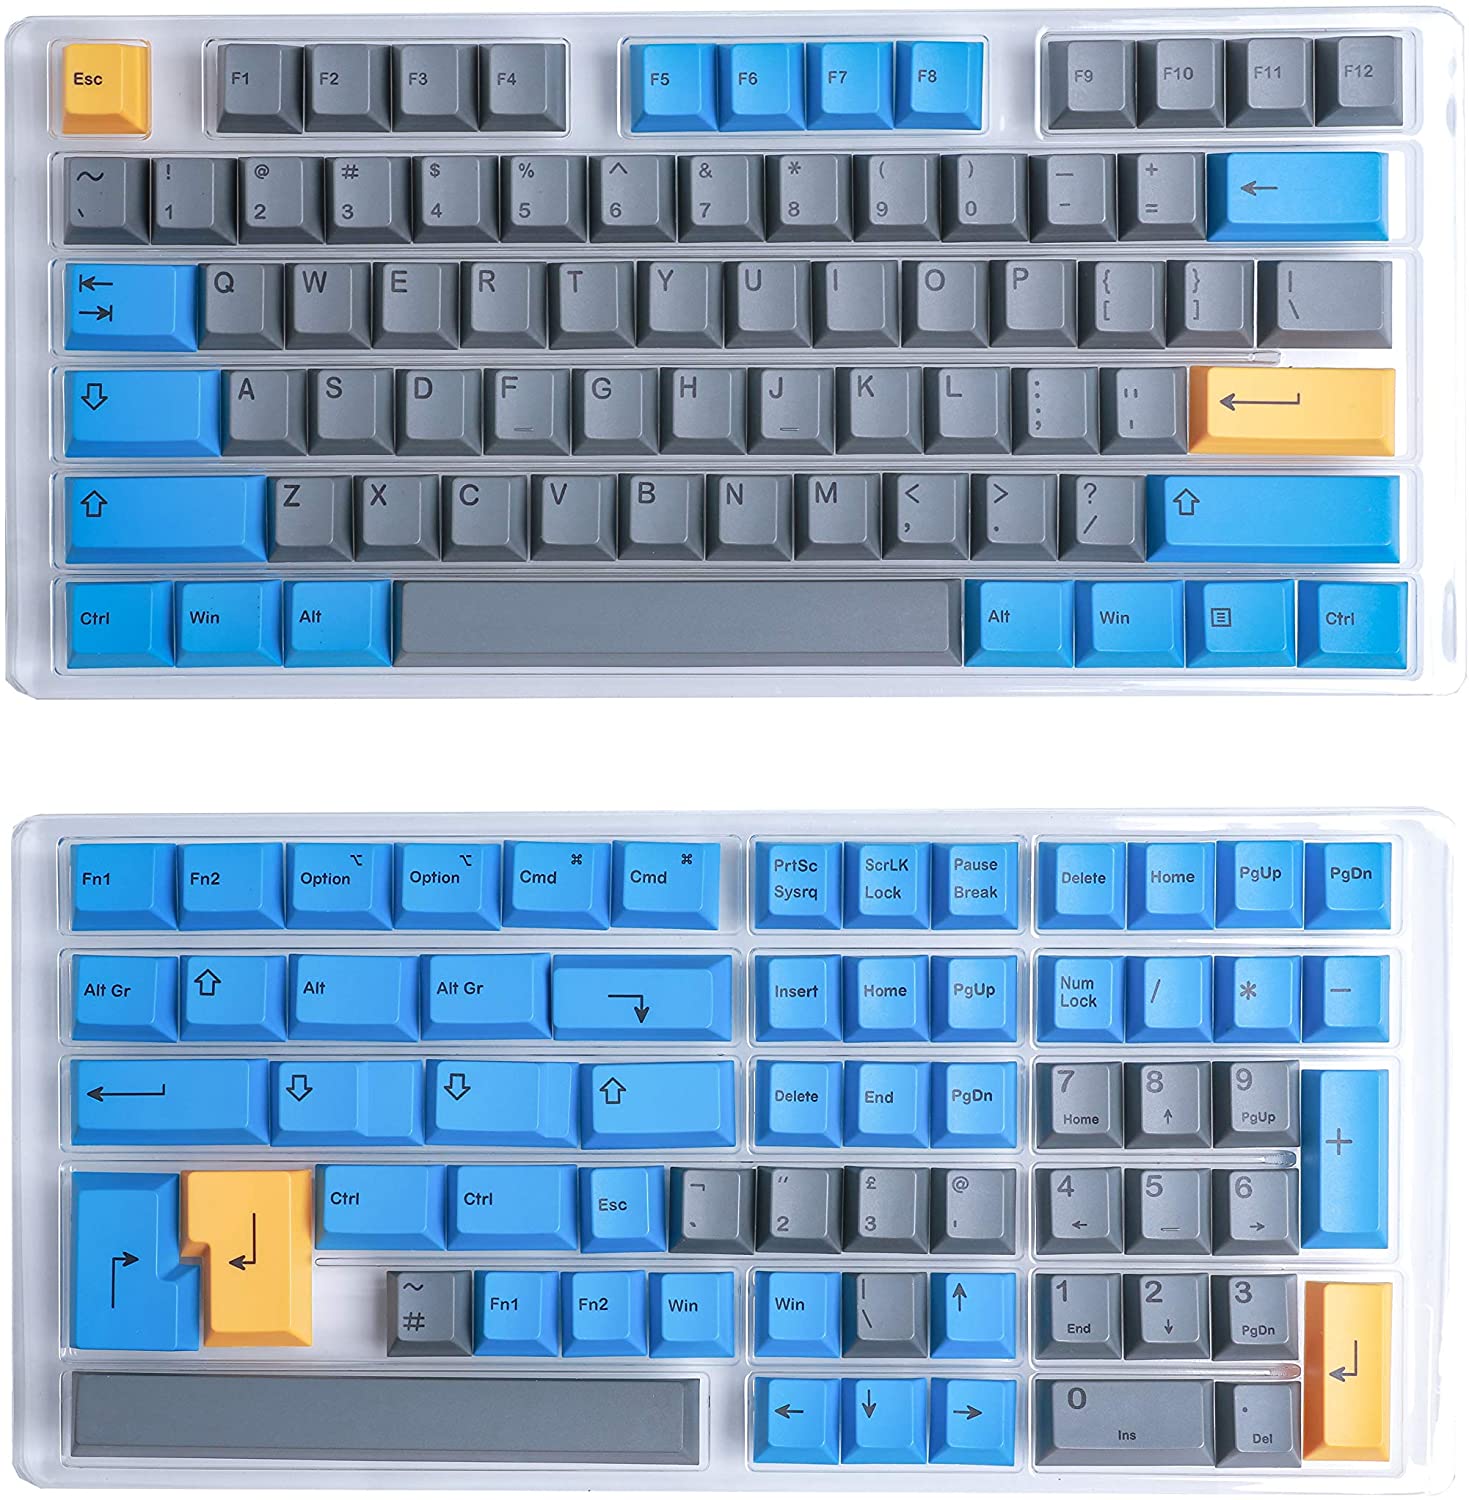 Esc F1 F2 F3 F4 F5 F6 F7 F8 F9 F10 F11 F12
~ ! @ # $ % ^ & * ( ) — +
` 1 2 3 4 5 6 7 8 9 0 - = ←
⇤ Q W E R T Y U I O P { } |
⇥ [ ] \
⇩ A S D F G H J K L : "
; '
⇧ Z X C V B N M < > ? ⇧
, . /
Ctrl Win Alt Alt Win Ctrl
Fn1 Fn2 Option ⌥ Option ⌥ Cmd ⌘ Cmd ⌘
PrtSc ScrLK Pause
Sysrq Lock Break
Delete Home PgUp PgDn
Alt Gr ⇧ Alt Alt Gr
Insert Home PgUp
Num / * −
Lock
⇩ ⇩ ⇧
Delete End PgDn
7 8 9
Home ↑ PgUp
+
Ctrl Ctrl Esc
¬ " £ @
` 2 3 '
4 5 6
← _ →
~ |
# \
Fn1 Fn2 Win Win ↑
1 2 3
End ↓ PgDn
← ↓ →
0 .
Ins Del